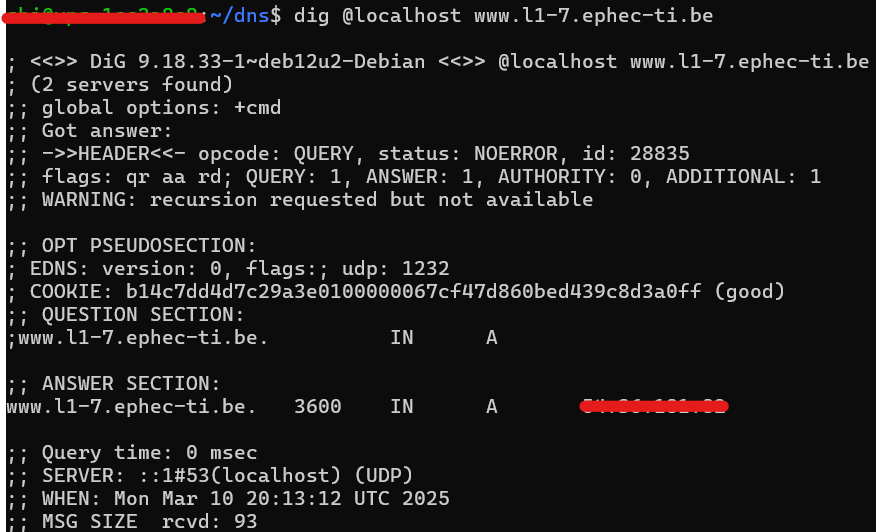 :~/dns$ dig @localhost www.l1-7.ephec-ti.be
; <<>> DiG 9.18.33-1~deb12u2-Debian <<>> @localhost www.l1-7.ephec-ti.be
; (2 servers found)
;; global options: +cmd
;; Got answer:
;; ->>HEADER<<- opcode: QUERY, status: NOERROR, id: 28835
;; flags: qr aa rd; QUERY: 1, ANSWER: 1, AUTHORITY: 0, ADDITIONAL: 1
;; WARNING: recursion requested but not available
;; OPT PSEUDOSECTION:
; EDNS: version: 0, flags:; udp: 1232
; COOKIE: b14c7dd4d7c29a3e0100000067cf47d860bed439c8d3a0ff (good)
;; QUESTION SECTION:
;www.l1-7.ephec-ti.be. IN A
;; ANSWER SECTION:
www.l1-7.ephec-ti.be. 3600 IN A
;; Query time: 0 msec
;; SERVER: ::1#53(localhost) (UDP)
;; WHEN: Mon Mar 10 20:13:12 UTC 2025
;; MSG SIZE rcvd: 93